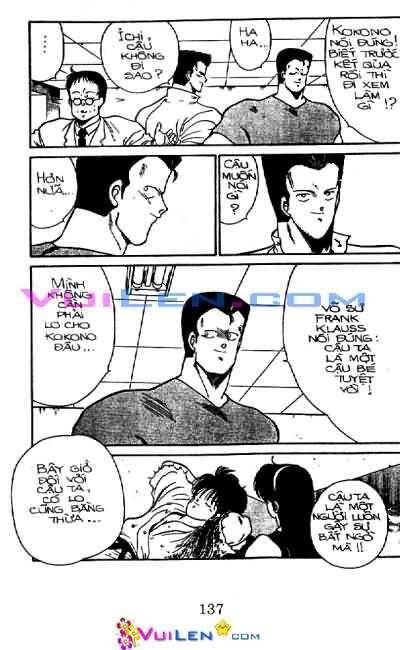 ....
ICHI,
CẬU
KHÔNG
ĐI
SAO?
HA
HA...
KOKONO
NÓI ĐÚNG!
BIẾT TRƯỚC
KẾT QỦA
RỒI THÌ
ĐI XEM
LÀM
GÌ !?
HƠN
NỮA...
CẬU
MUỐN
NÓI
GÌ
?
MÌNH
KHÔNG
CẦN
PHẢI
LO CHO
KOKONO
ĐÂU...
VÕ SƯ
FRANK
KLAUSS
NÓI ĐÚNG:
CẬU TA
LÀ MỘT
CẬU BÉ
TUYỆT
VỜI !
VUILEN.COM
BÂY GIỜ
ĐỐI VỚI
CẬU TA,
CÓ LO
CŨNG BẰNG
THỪA...
CẬU TA
LÀ MỘT
NGƯỜI LUÔN
GÂY SỰ
BẤT NGỜ
MÀ !!
137
VUILEN.COM